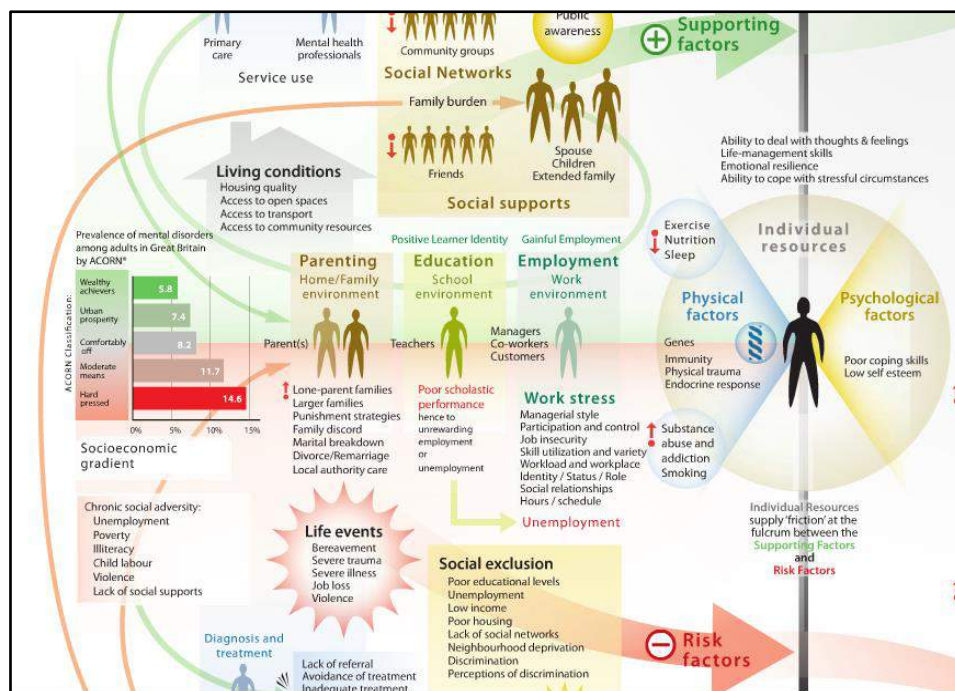 Primary
care
Mental health
professionals
Service use
Community groups
Social Networks
Family burden
Friends
Spouse
Children
Extended family
Social supports
Public
awareness
Supporting
factors
Living conditions
Housing quality
Access to open spaces
Access to transport
Access to community resources
Prevalence of mental disorders
among adults in Great Britain
by ACORN*
ACORN Classification:
Wealthy
achievers
5.8
Urban
prosperity
7.4
Comfortably
off
8.2
Moderate
means
11.7
Hard
pressed
14.6
0%
5%
10%
15%
Socioeconomic
gradient
Parenting
Home/Family
environment
Parent(s)
Lone-parent families
Larger families
Punishment strategies
Family discord
Marital breakdown
Divorce/Remarriage
Local authority care
Positive Learner Identity
Education
School
environment
Teachers
Poor scholastic
performance
hence to
unrewarding
employment
or
unemployment
Gainful Employment
Employment
Work
environment
Managers
Co-workers
Customers
Work stress
Managerial style
Participation and control
Job insecurity
Skill utilization and variety
Workload and workplace
Identity / Status / Role
Social relationships
Hours / schedule
Unemployment
Ability to deal with thoughts & feelings
Life-management skills
Emotional resilience
Ability to cope with stressful circumstances
Exercise
Nutrition
Sleep
Individual
resources
Physical
factors
Genes
Immunity
Physical trauma
Endocrine response
Psychological
factors
Poor coping skills
Low self esteem
Substance
abuse and
addiction
Smoking
Individual Resources
supply 'friction' at the
fulcrum between the
Supporting Factors
and
Risk Factors
Chronic social adversity:
Unemployment
Poverty
Illiteracy
Child labour
Violence
Lack of social supports
Life events
Bereavement
Severe trauma
Severe illness
Job loss
Violence
Social exclusion
Poor educational levels
Unemployment
Low income
Poor housing
Lack of social networks
Neighbourhood deprivation
Discrimination
Perceptions of discrimination
Risk
factors
Diagnosis and
treatment
Lack of referral
Avoidance of treatment
Inadequate treatment